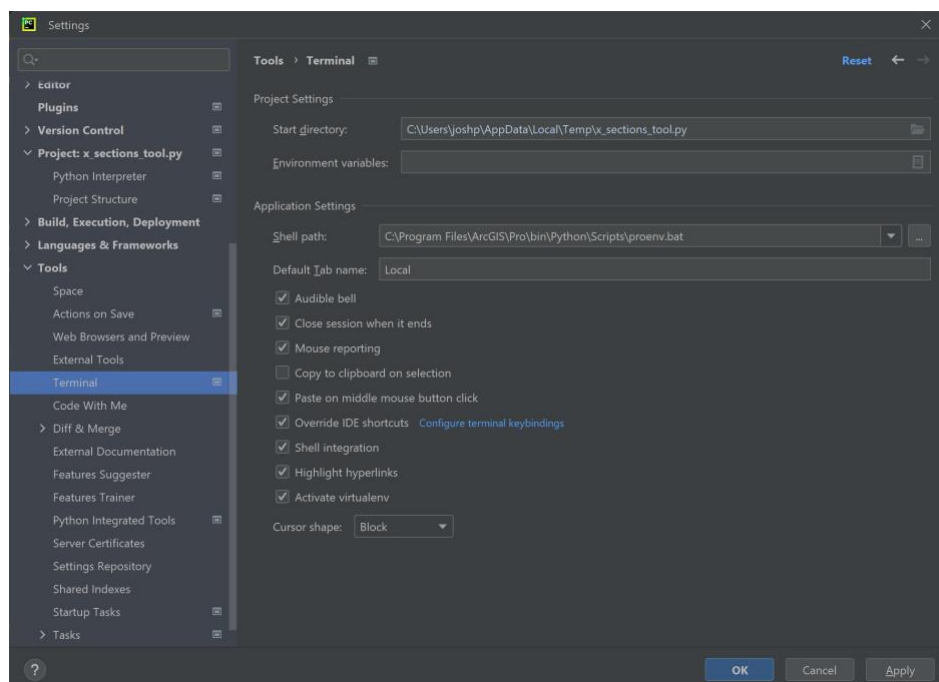 PC
Settings
Editor
Plugins
Version Control
Project: x_sections_tool.py
Python Interpreter
Project Structure
Build, Execution, Deployment
Languages & Frameworks
Tools
Space
Actions on Save
Web Browsers and Preview
External Tools
Terminal
Code With Me
Diff & Merge
External Documentation
Features Suggester
Features Trainer
Python Integrated Tools
Server Certificates
Settings Repository
Shared Indexes
Startup Tasks
Tasks
Tools › Terminal
Reset
Project Settings
Start directory: C:\Users\joshp\AppData\Local\Temp\x_sections_tool.py
Environment variables:
Application Settings
Shell path: C:\Program Files\ArcGIS\Pro\bin\Python\Scripts\proenv.bat ...
Default Tab name: Local
Audible bell
Close session when it ends
Mouse reporting
Copy to clipboard on selection
Paste on middle mouse button click
Override IDE shortcuts Configure terminal keybindings
Shell integration
Highlight hyperlinks
Activate virtualenv
Cursor shape: Block
?
OK Cancel Apply